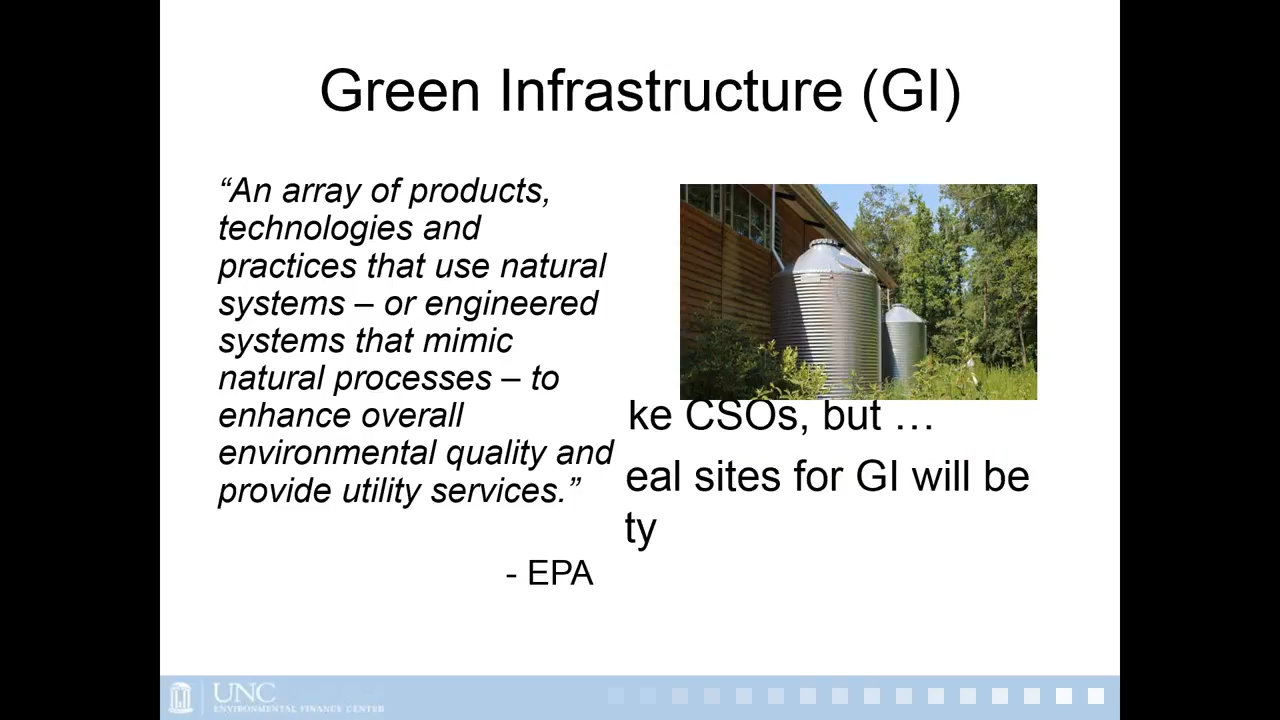 Green Infrastructure (GI)
“An array of products,
technologies and
practices that use natural
systems – or engineered
systems that mimic
natural processes – to
enhance overall
environmental quality and
provide utility services.”
- EPA
ke CSOs, but …
eal sites for GI will be
ty
UNC
ENVIRONMENTAL FINANCE CENTER